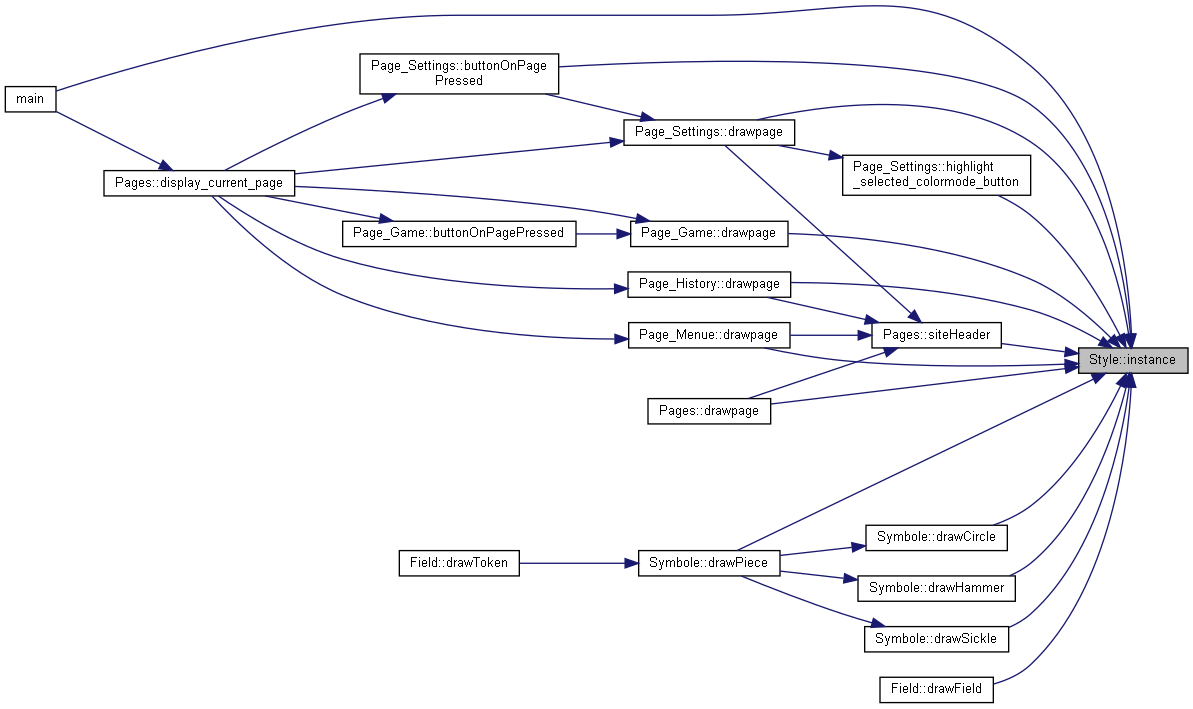 main
Page_Settings::buttonOnPage
Pressed
Page_Settings::drawpage
Page_Settings::highlight
_selected_colormode_button
Pages::display_current_page
Page_Game::buttonOnPagePressed
Page_Game::drawpage
Page_History::drawpage
Page_Menue::drawpage
Pages::siteHeader
Style::instance
Pages::drawpage
Symbole::drawCircle
Field::drawToken
Symbole::drawPiece
Symbole::drawHammer
Symbole::drawSickle
Field::drawField